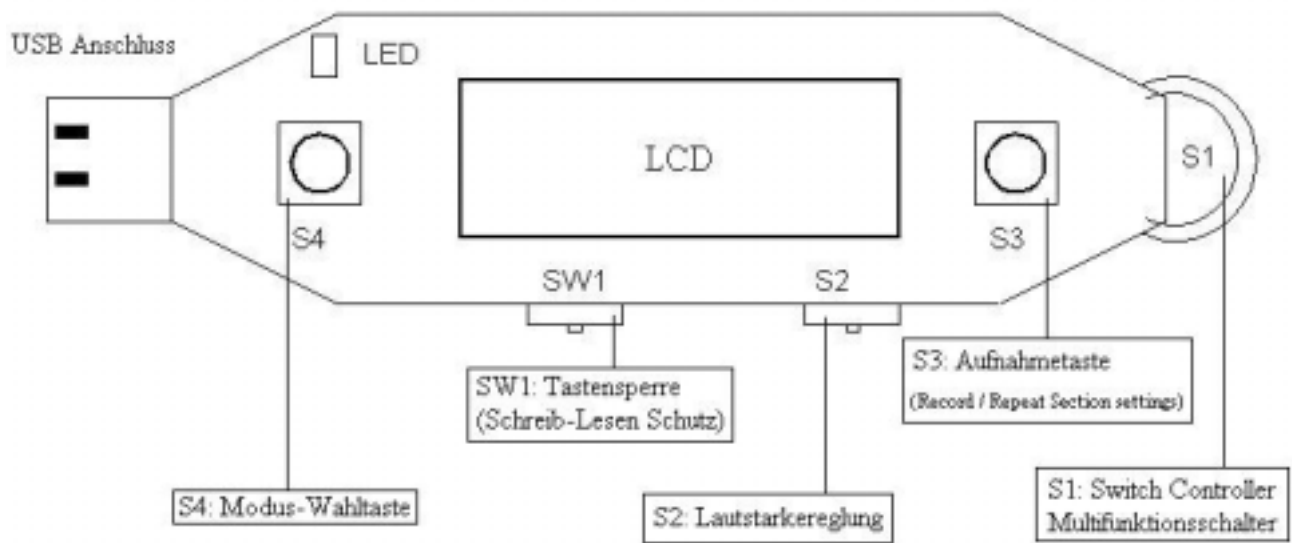 USB Anschluss
LED
LCD
S1
S4
S3
SW1
S2
S3: Aufnahmetaste
(Record / Repeat Section settings)
SW1: Tastensperre
(Schreib-Lesen Schutz)
S4: Modus-Wahltaste
S2: Lautstarkereglung
S1: Switch Controller
Multifunktionsschalter